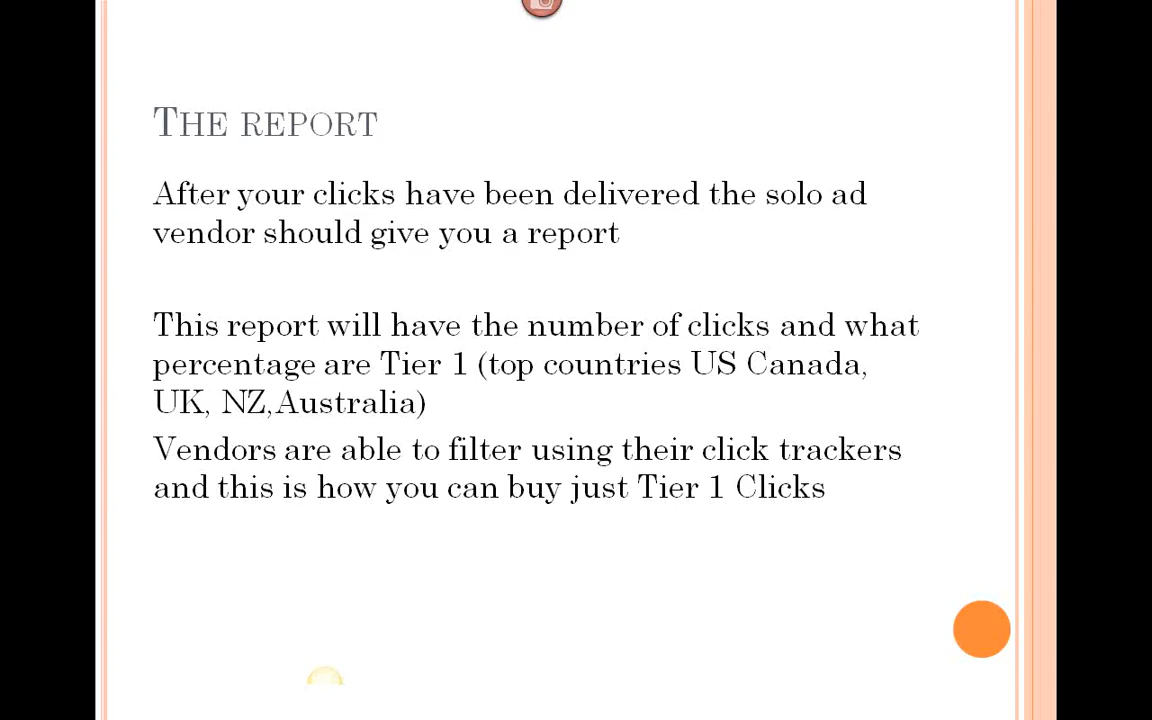 THE REPORT
After your clicks have been delivered the solo ad
vendor should give you a report
This report will have the number of clicks and what
percentage are Tier 1 (top countries US Canada,
UK, NZ,Australia)
Vendors are able to filter using their click trackers
and this is how you can buy just Tier 1 Clicks